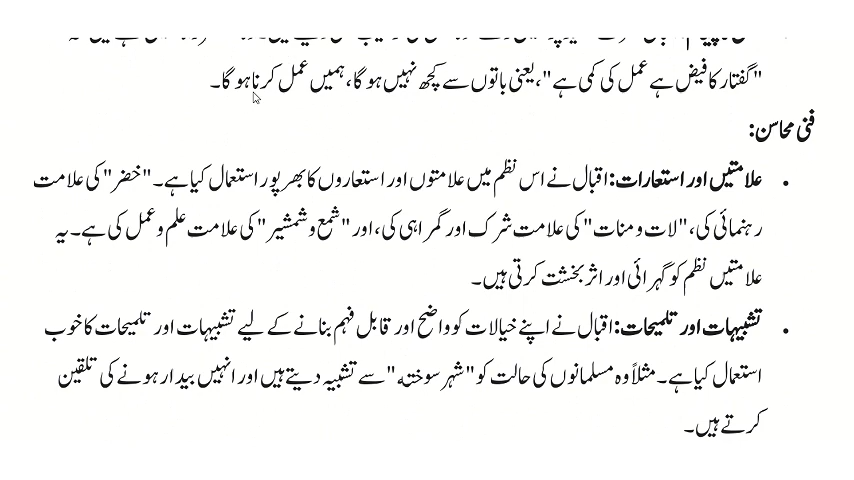 "گفتار کا فیض ہے عمل کی کمی ہے"، یعنی باتوں سے کچھ نہیں ہو گا، ہمیں عمل کرنا ہو گا۔
فنی محاسن:
• علامتیں اور استعارات: اقبال نے اس نظم میں علامتوں اور استعاروں کا بھرپور استعمال کیا ہے۔ "خضر" کی علامت
رہنمائی کی، "لات و منات" کی علامت شرک اور گمراہی کی، اور "شمع و شمشیر" کی علامت علم و عمل کی ہے۔ یہ
علامتیں نظم کو گہرائی اور اثر بخشت کرتی ہیں۔
• تشبیہات اور تلمیحات: اقبال نے اپنے خیالات کو واضح اور قابل فہم بنانے کے لیے تشبیہات اور تلمیحات کا خوب
استعمال کیا ہے۔ مثلاً وہ مسلمانوں کی حالت کو "شہر سوختہ" سے تشبیہ دیتے ہیں اور انہیں بیدار ہونے کی تلقین
کرتے ہیں۔